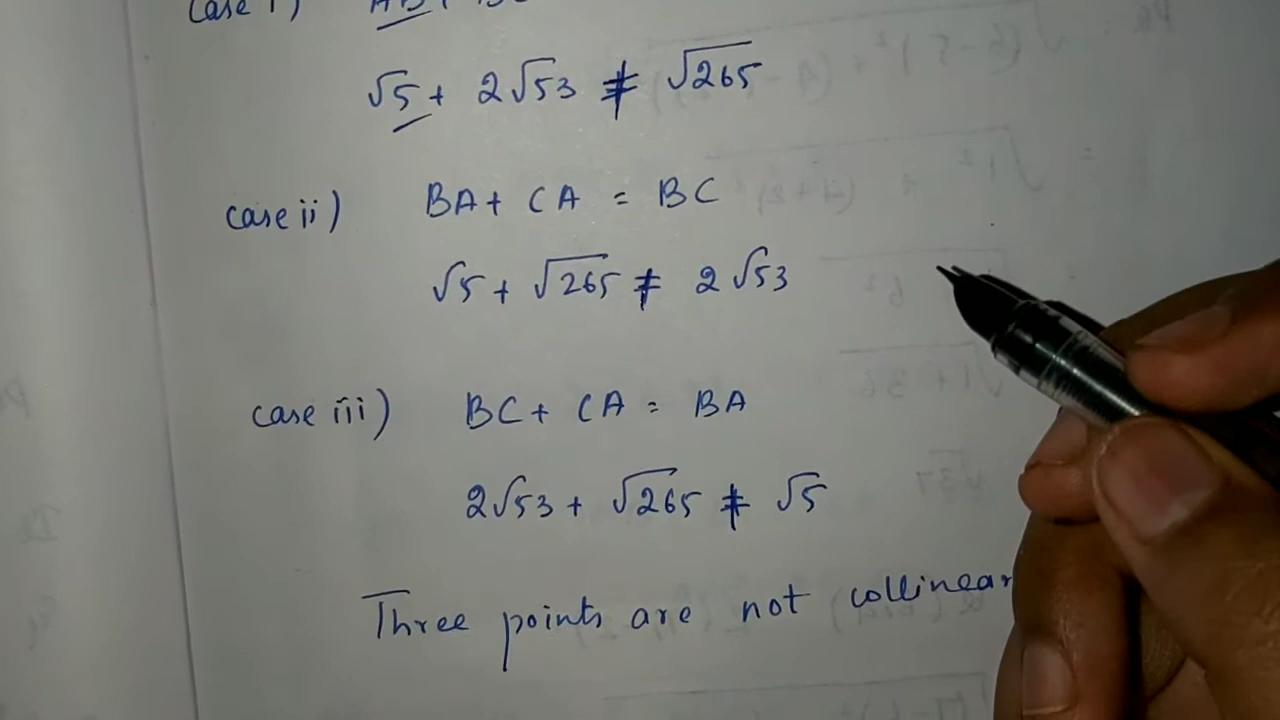 case i)
√5 + 2√53 ≠ √265
case ii) BA + CA = BC
√5 + √265 ≠ 2√53
case iii) BC + CA = BA
2√53 + √265 ≠ √5
Three points are not collinear